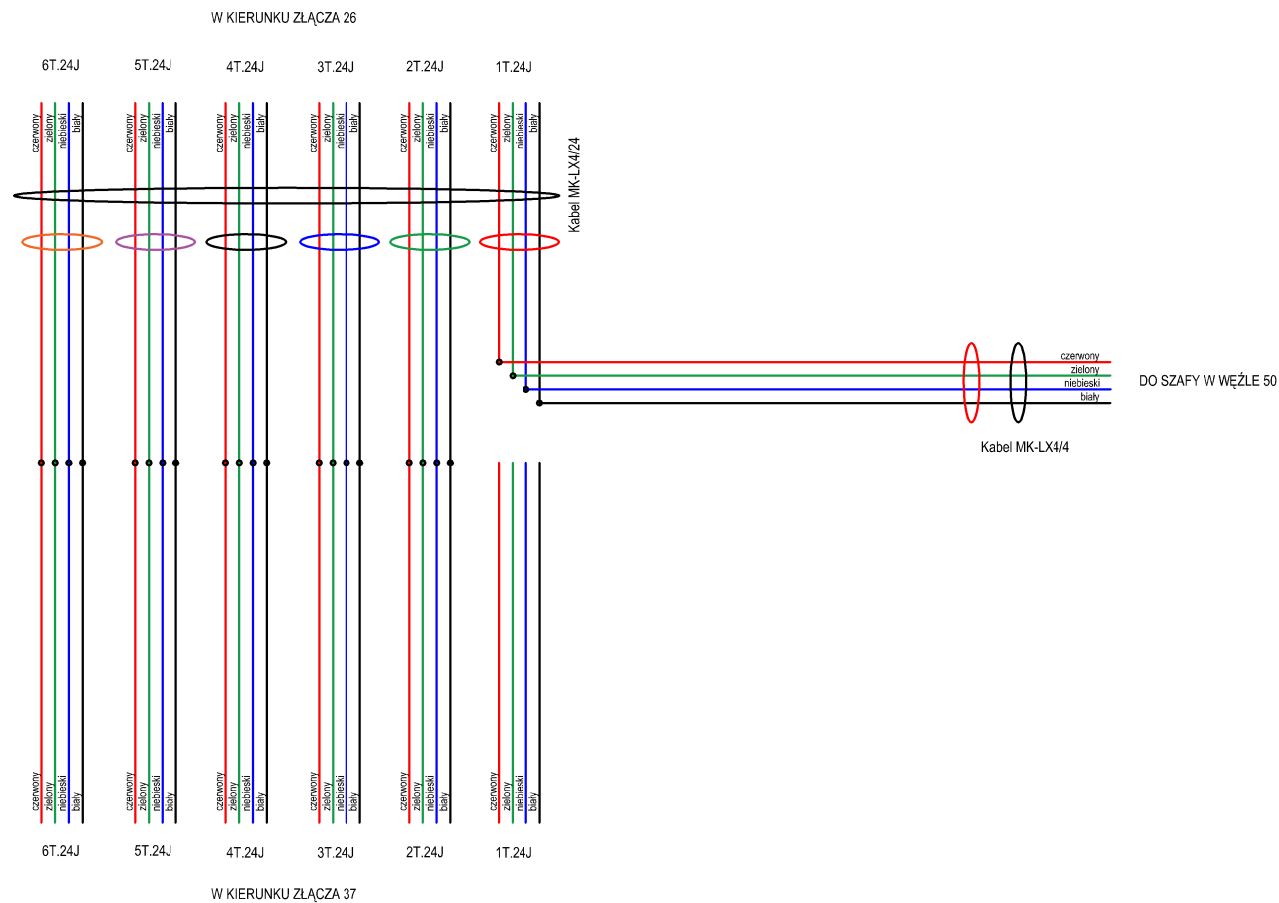 W KIERUNKU ZŁĄCZA 26
6T.24J
5T.24J
4T.24J
3T.24J
2T.24J
1T.24J
czerwony
zielony
niebieski
biały
czerwony
zielony
niebieski
biały
czerwony
zielony
niebieski
biały
czerwony
zielony
niebieski
biały
czerwony
zielony
niebieski
biały
czerwony
zielony
niebieski
biały
Kabel MK-LX4/24
czerwony
zielony
niebieski
biały
DO SZAFY W WĘŹLE 50
Kabel MK-LX4/4
czerwony
zielony
niebieski
biały
czerwony
zielony
niebieski
biały
czerwony
zielony
niebieski
biały
czerwony
zielony
niebieski
biały
czerwony
zielony
niebieski
biały
czerwony
zielony
niebieski
biały
6T.24J
5T.24J
4T.24J
3T.24J
2T.24J
1T.24J
W KIERUNKU ZŁĄCZA 37